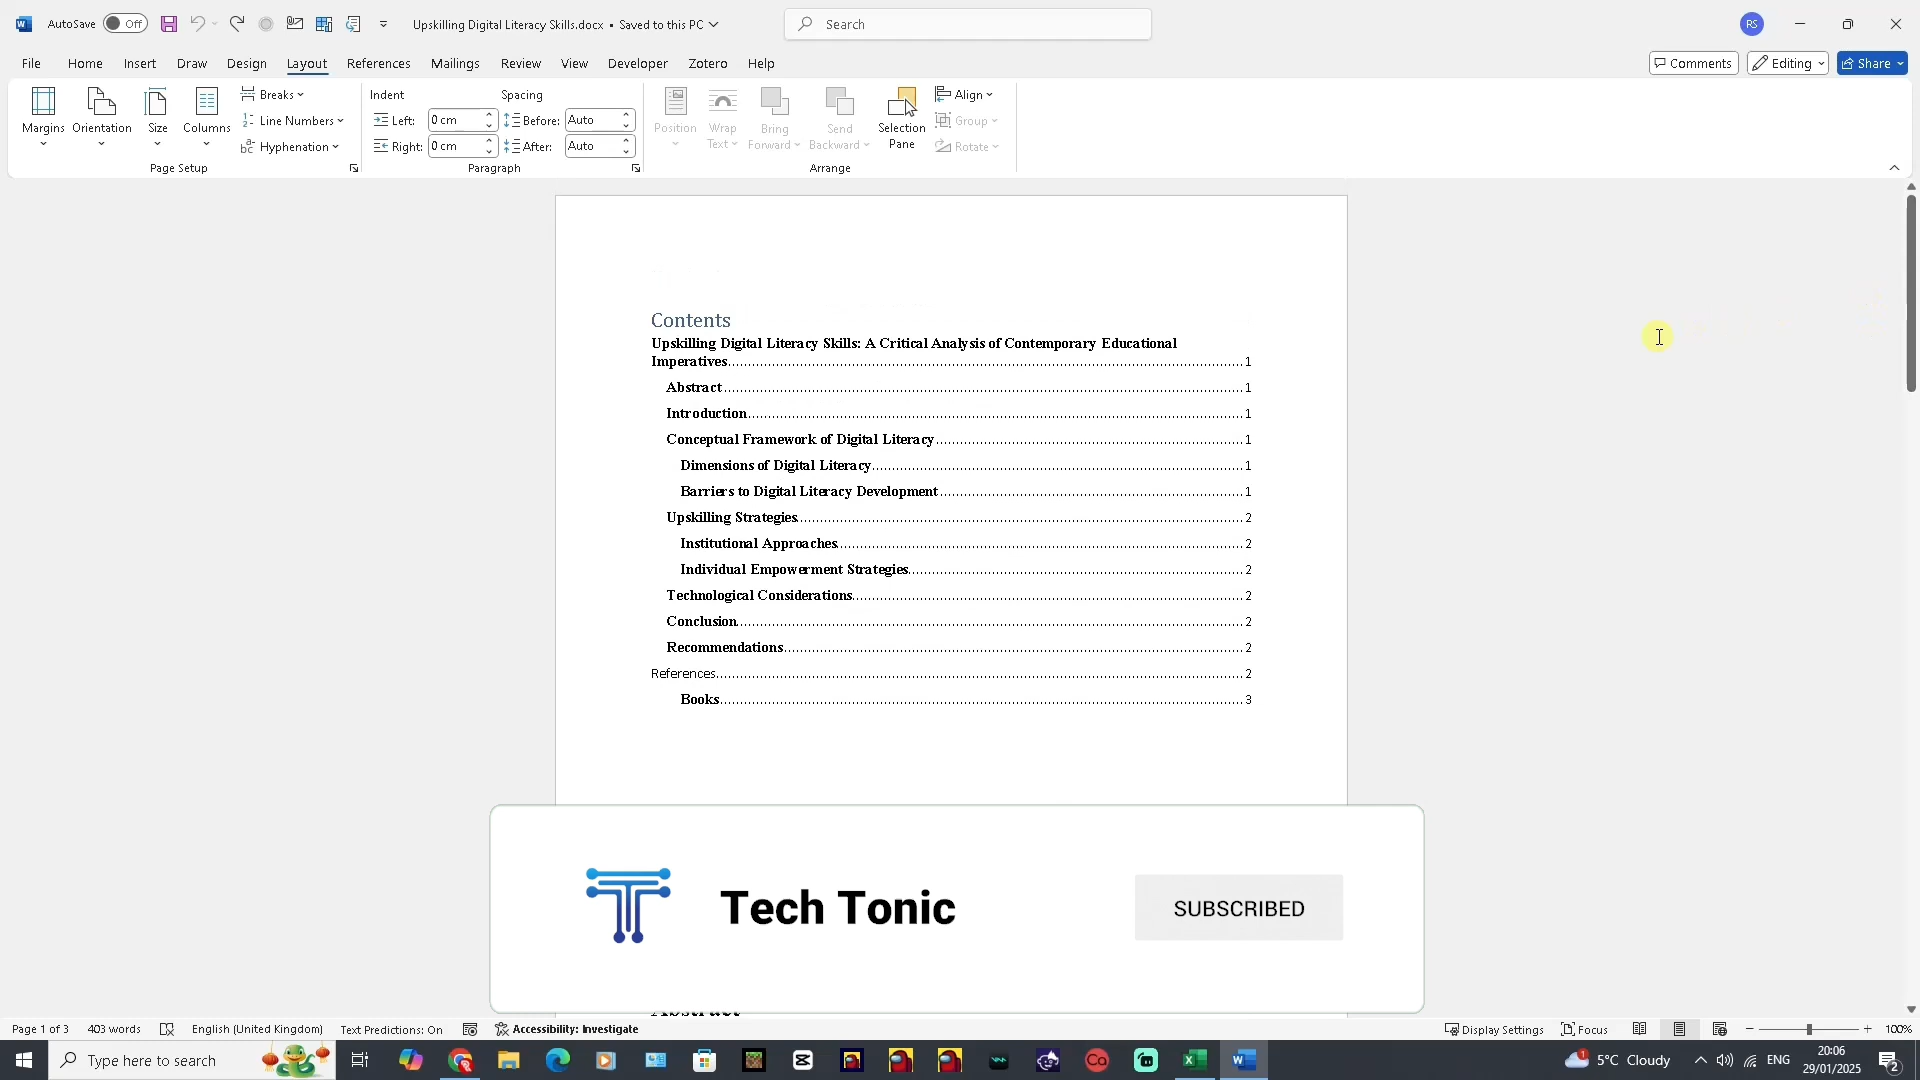 AutoSave Off Upskilling Digital Literacy Skills.docx • Saved to this PC Search RS
File Home Insert Draw Design Layout References Mailings Review View Developer Zotero Help Comments Editing Share
Margins Orientation Size Columns Breaks Line Numbers Hyphenation
Page Setup
Indent Spacing
Left: 0 cm Before: Auto
Right: 0 cm After: Auto
Paragraph
Position Wrap Text Bring Forward Send Backward Selection Pane Align Group Rotate
Arrange
Contents
Upskilling Digital Literacy Skills: A Critical Analysis of Contemporary Educational
Imperatives 1
Abstract 1
Introduction 1
Conceptual Framework of Digital Literacy 1
Dimensions of Digital Literacy 1
Barriers to Digital Literacy Development 1
Upskilling Strategies 2
Institutional Approaches 2
Individual Empowerment Strategies 2
Technological Considerations 2
Conclusion 2
Recommendations 2
References 2
Books 3
Tech Tonic SUBSCRIBED
Abstract
Page 1 of 3 403 words English (United Kingdom) Text Predictions: On Accessibility: Investigate Display Settings Focus 100%
Type here to search 5°C Cloudy ENG 20:06
29/01/2025 2